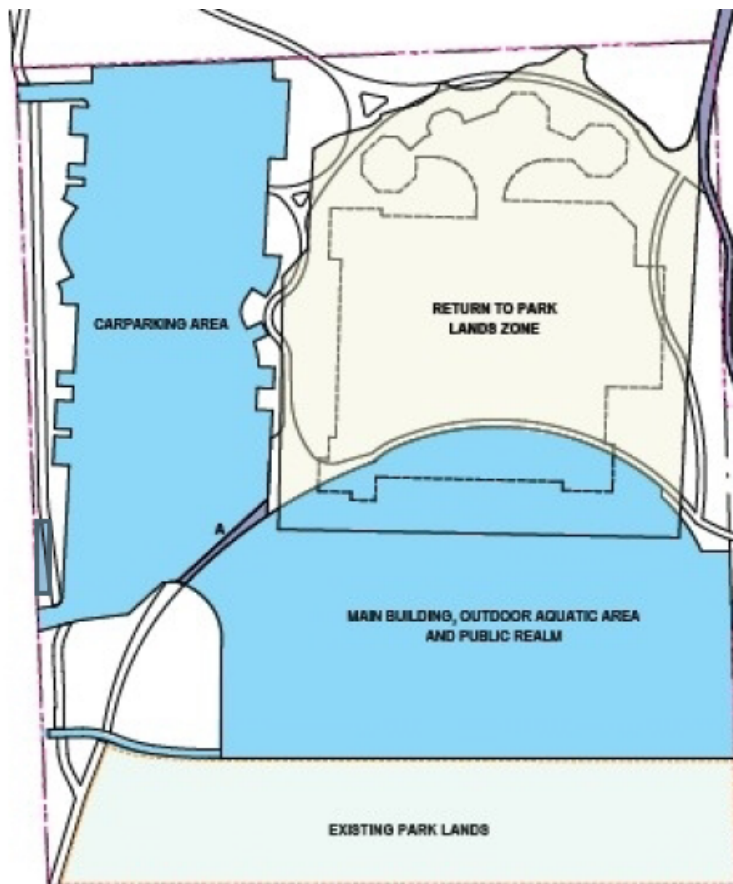 CARPARKING AREA
RETURN TO PARK
LANDS ZONE
A
MAIN BUILDING, OUTDOOR AQUATIC AREA
AND PUBLIC REALM
EXISTING PARK LANDS